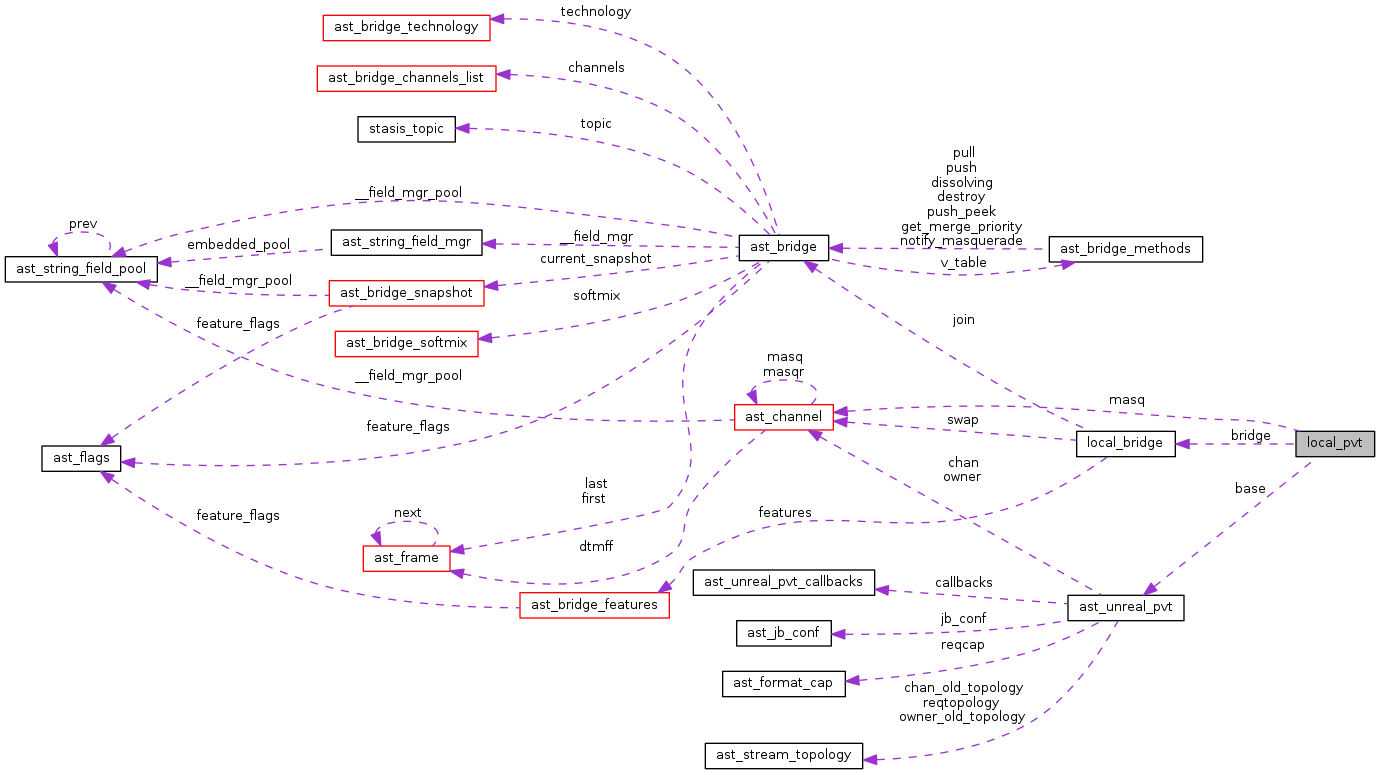 technology
ast_bridge_technology
channels
ast_bridge_channels_list
topic
stasis_topic
pull
push
dissolving
destroy
push_peek
get_merge_priority
notify_masquerade
__field_mgr_pool
prev
embedded_pool
ast_string_field_mgr
__field_mgr
ast_bridge
ast_bridge_methods
current_snapshot
v_table
ast_string_field_pool
__field_mgr_pool
ast_bridge_snapshot
softmix
feature_flags
join
ast_bridge_softmix
masq
masqr
__field_mgr_pool
masq
ast_channel
swap
feature_flags
bridge
local_bridge
local_pvt
ast_flags
chan
owner
last
first
base
next
feature_flags
features
dtmff
ast_frame
ast_unreal_pvt_callbacks
callbacks
ast_bridge_features
ast_unreal_pvt
jb_conf
ast_jb_conf
reqcap
ast_format_cap
chan_old_topology
reqtopology
owner_old_topology
ast_stream_topology